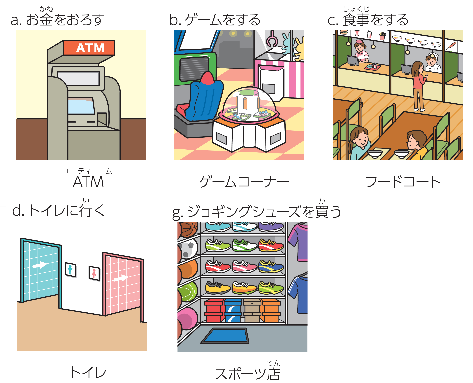 a. お金をおろす
b. ゲームをする
c. 食事をする
ATM
ATM
ゲームコーナー
フードコート
d. トイレに行く
g. ジョギングシューズを買う
トイレ
スポーツ店